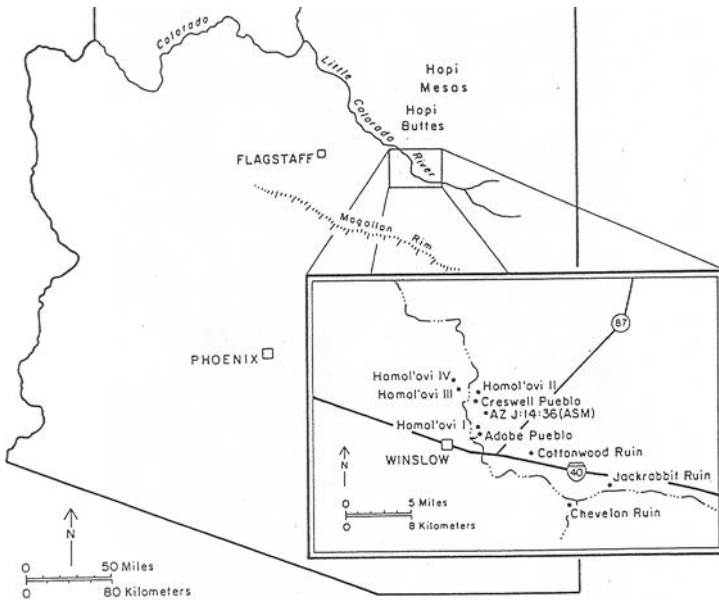 Colorado
Little
Colorado
River
Hopi
Mesas
Hopi
Buttes
FLAGSTAFF
Mogollon Rim
PHOENIX
87
Homol'ovi IV
Homol'ovi III
Homol'ovi II
Creswell Pueblo
AZ J:14:36(ASM)
Homol'ovi I
Adobe Pueblo
WINSLOW
Cottonwood Ruin
40
Jackrabbit Ruin
Chevelon Ruin
N
0 5 Miles
0 8 Kilometers
N
0 50 Miles
0 80 Kilometers